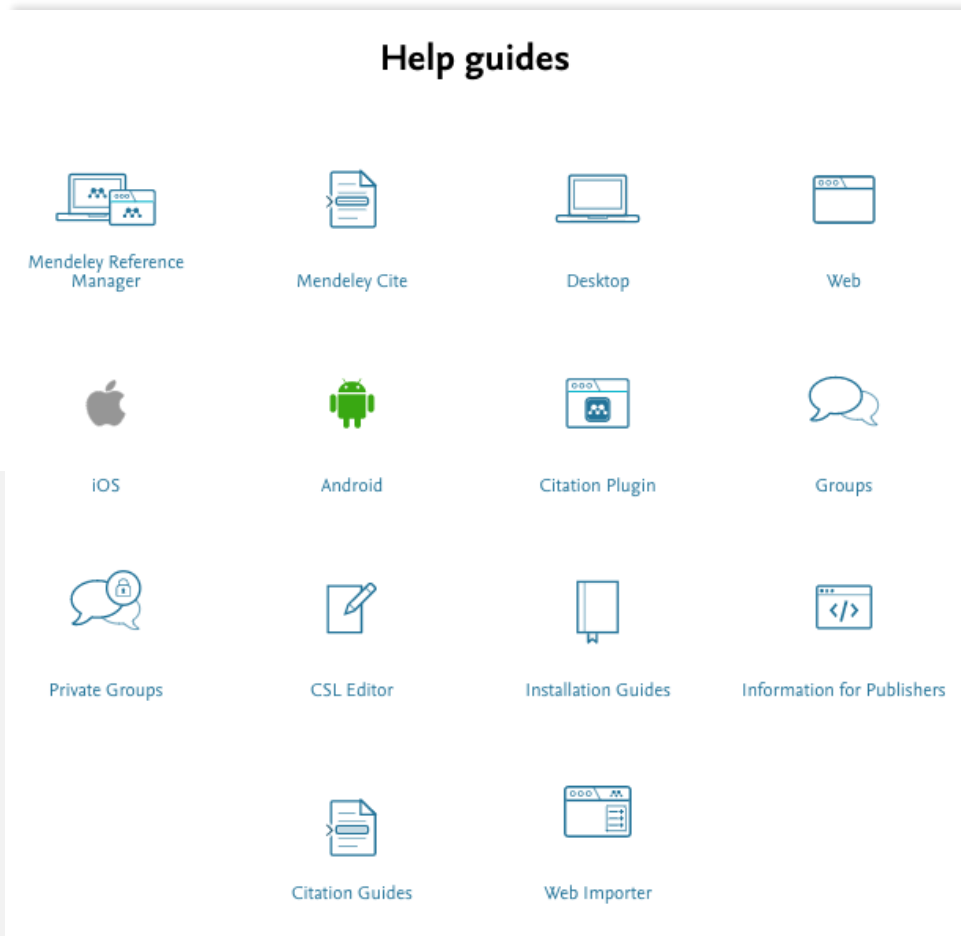 Help guides
Mendeley Reference
Manager
Mendeley Cite
Desktop
Web
iOS
Android
Citation Plugin
Groups
Private Groups
CSL Editor
Installation Guides
Information for Publishers
Citation Guides
Web Importer